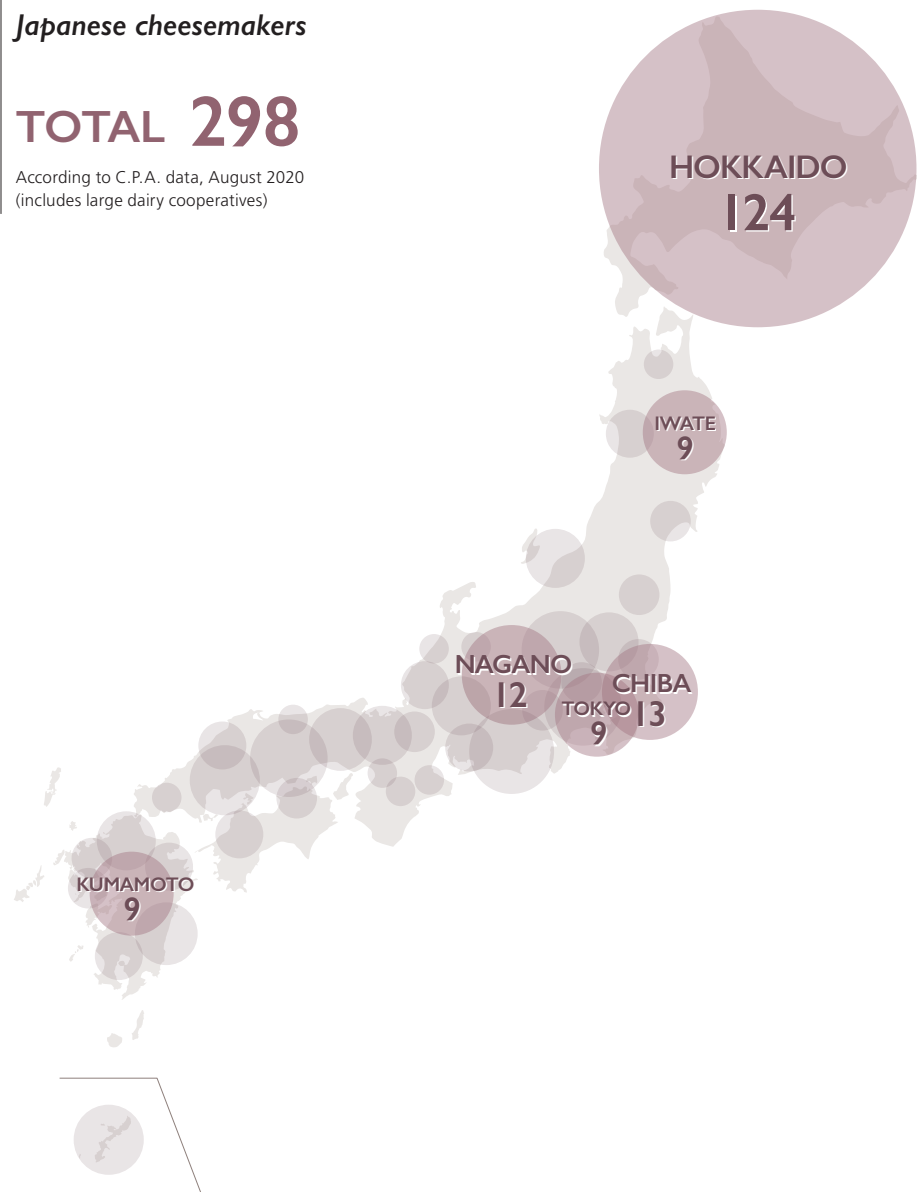 Japanese cheesemakers
TOTAL 298
According to C.P.A. data, August 2020
(includes large dairy cooperatives)
HOKKAIDO
124
IWATE
9
NAGANO
12
CHIBA
13
TOKYO
9
KUMAMOTO
9